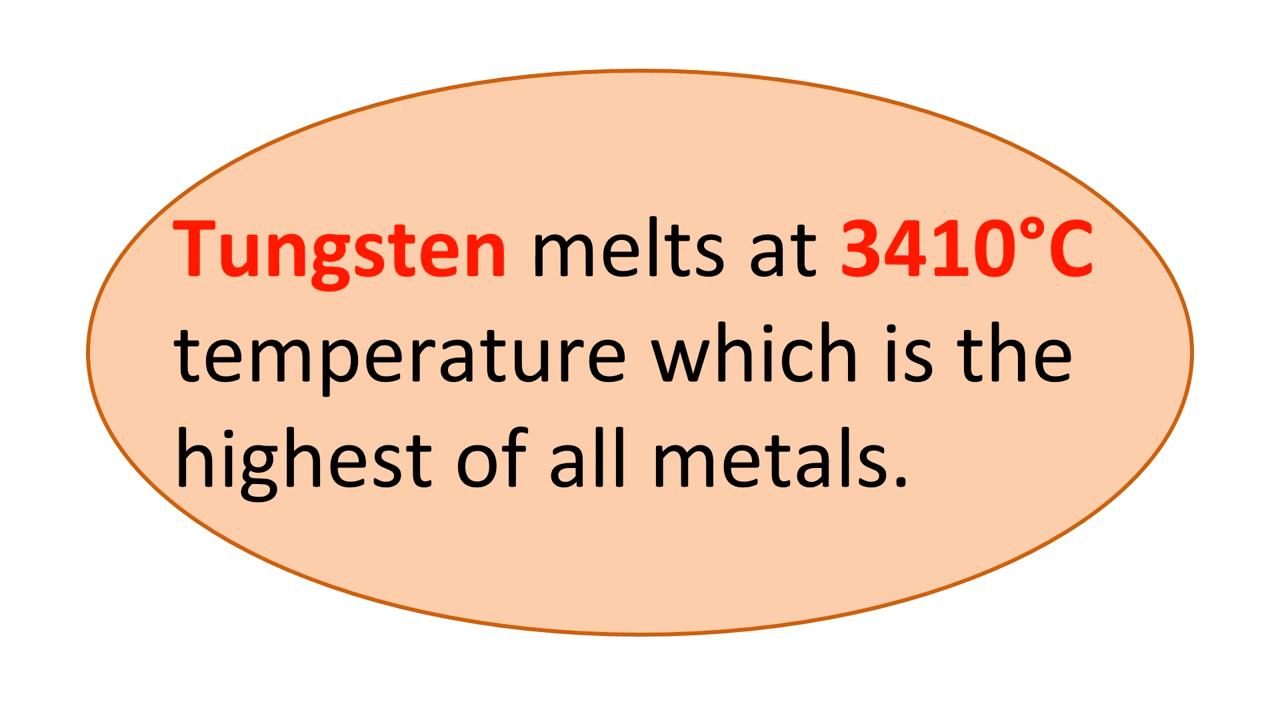 Tungsten melts at 3410°C
temperature which is the
highest of all metals.